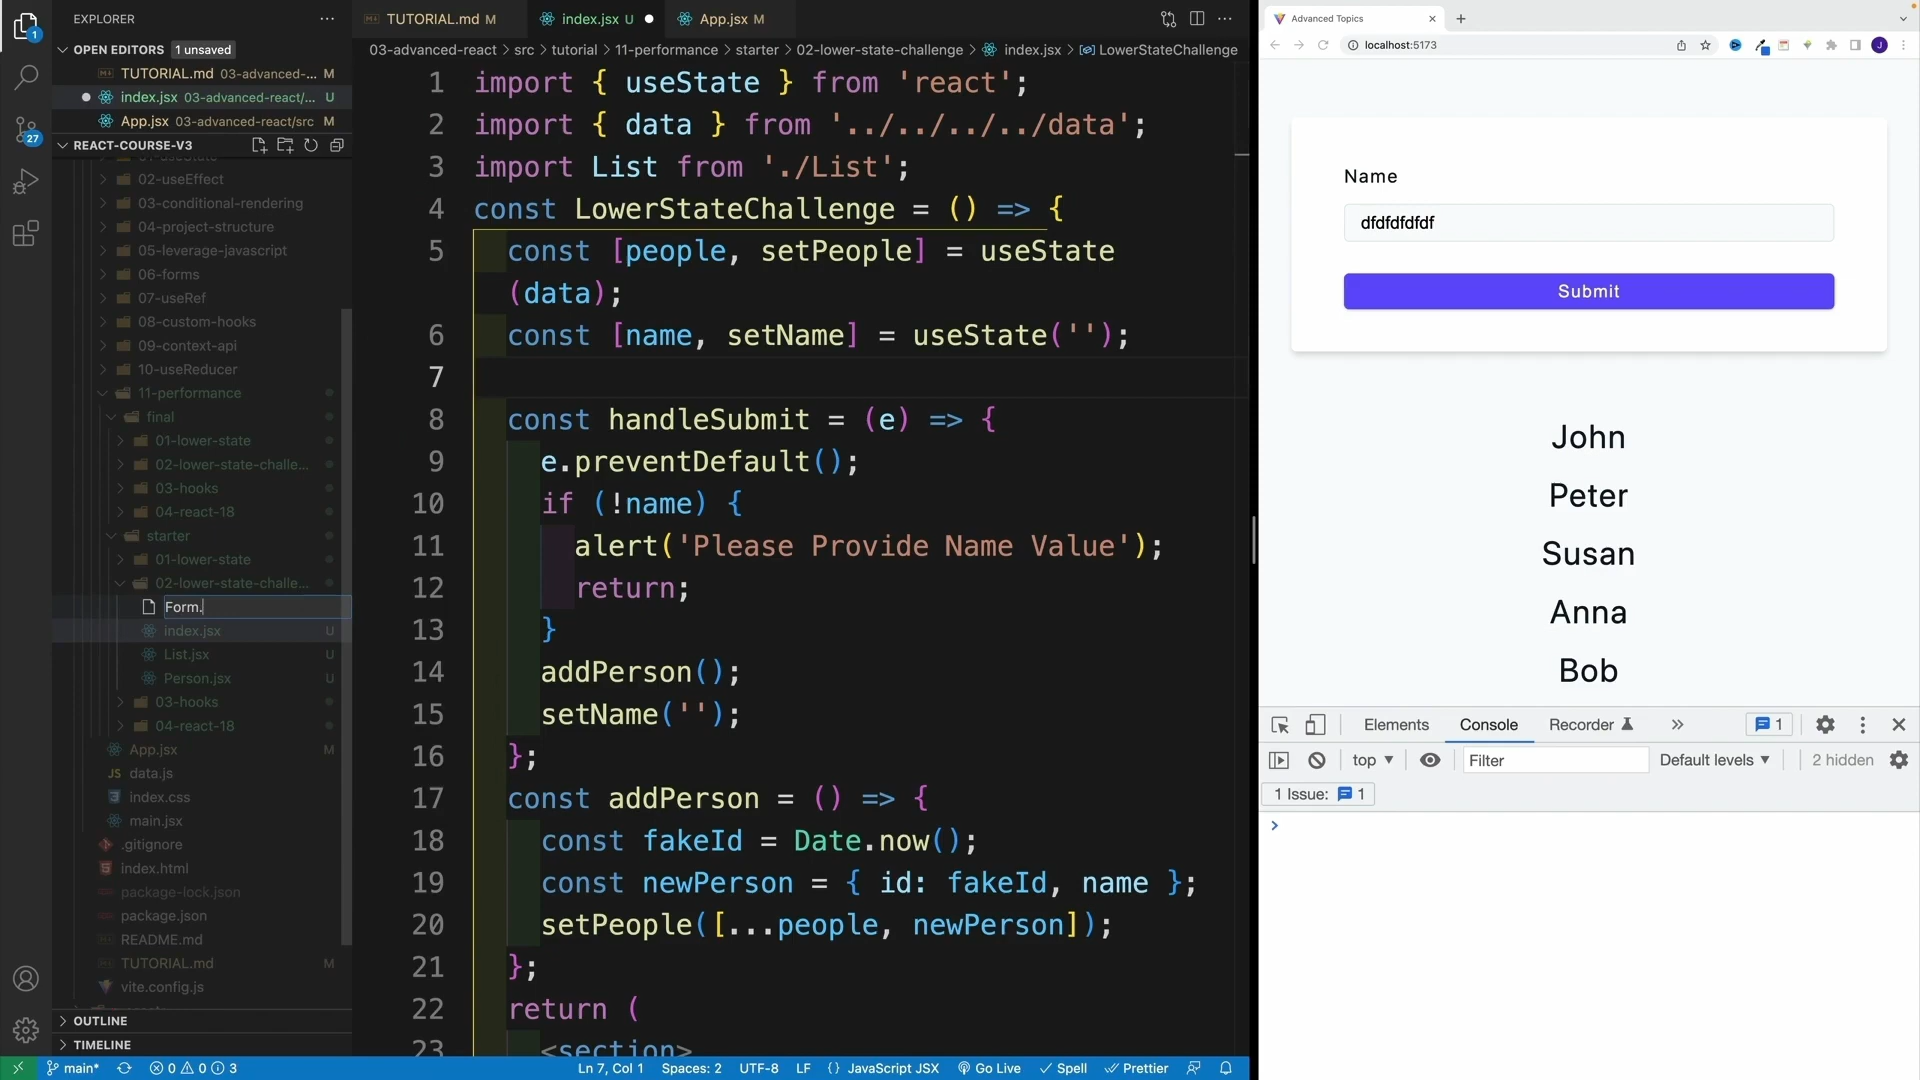 EXPLORER
OPEN EDITORS 1 unsaved
TUTORIAL.md 03-advanced-... M
index.jsx 03-advanced-react/... U
App.jsx 03-advanced-react/src M
REACT-COURSE-V3
01-useState
02-useEffect
03-conditional-rendering
04-project-structure
05-leverage-javascript
06-forms
07-useRef
08-custom-hooks
09-context-api
10-useReducer
11-performance
final
01-lower-state
02-lower-state-challe...
03-hooks
04-react-18
starter
01-lower-state
02-lower-state-challe...
Form.
index.jsx U
List.jsx U
Person.jsx U
03-hooks
04-react-18
App.jsx M
JS data.js
index.css
main.jsx
.gitignore
index.html
package-lock.json
package.json
README.md
TUTORIAL.md M
vite.config.js
OUTLINE
TIMELINE
1
27
TUTORIAL.md M
index.jsx U
App.jsx M
03-advanced-react > src > tutorial > 11-performance > starter > 02-lower-state-challenge > index.jsx > LowerStateChallenge
1 import { useState } from 'react';
2 import { data } from '../../../../data';
3 import List from './List';
4 const LowerStateChallenge = () => {
5 const [people, setPeople] = useState
(data);
6 const [name, setName] = useState('');
7
8 const handleSubmit = (e) => {
9 e.preventDefault();
10 if (!name) {
11 alert('Please Provide Name Value');
12 return;
13 }
14 addPerson();
15 setName('');
16 };
17 const addPerson = () => {
18 const fakeId = Date.now();
19 const newPerson = { id: fakeId, name };
20 setPeople([...people, newPerson]);
21 };
22 return (
23 <section>
main* 0 0 3
Ln 7, Col 1 Spaces: 2 UTF-8 LF {} JavaScript JSX Go Live Spell Prettier
Advanced Topics
localhost:5173
J
Name
dfdfdfdfdf
Submit
John
Peter
Susan
Anna
Bob
Elements Console Recorder 1
top Filter Default levels 2 hidden
1 Issue: 1